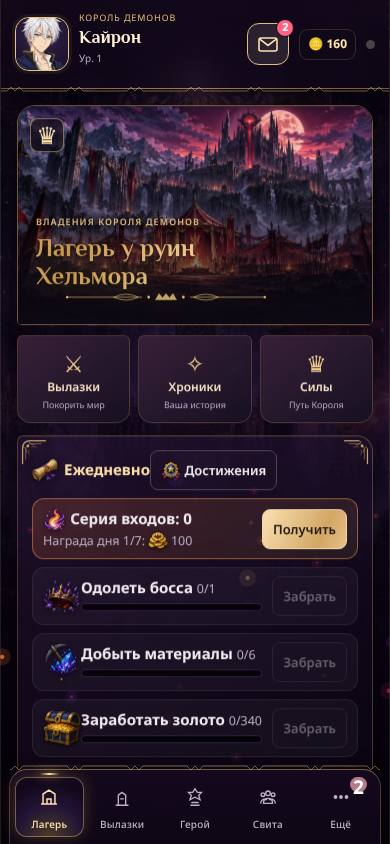 КОРОЛЬ ДЕМОНОВ
Кайрон
Ур. 1
2
160
ВЛАДЕНИЯ КОРОЛЯ ДЕМОНОВ
Лагерь у руин
Хельмора
Вылазки
Покорить мир
Хроники
Ваша история
Силы
Путь Короля
Ежедневно
Достижения
Серия входов: 0
Награда дня 1/7: 100
Получить
Одолеть босса 0/1
Забрать
Добыть материалы 0/6
Забрать
Заработать золото 0/340
Забрать
Лагерь
Вылазки
Герой
Свита
Ещё
2